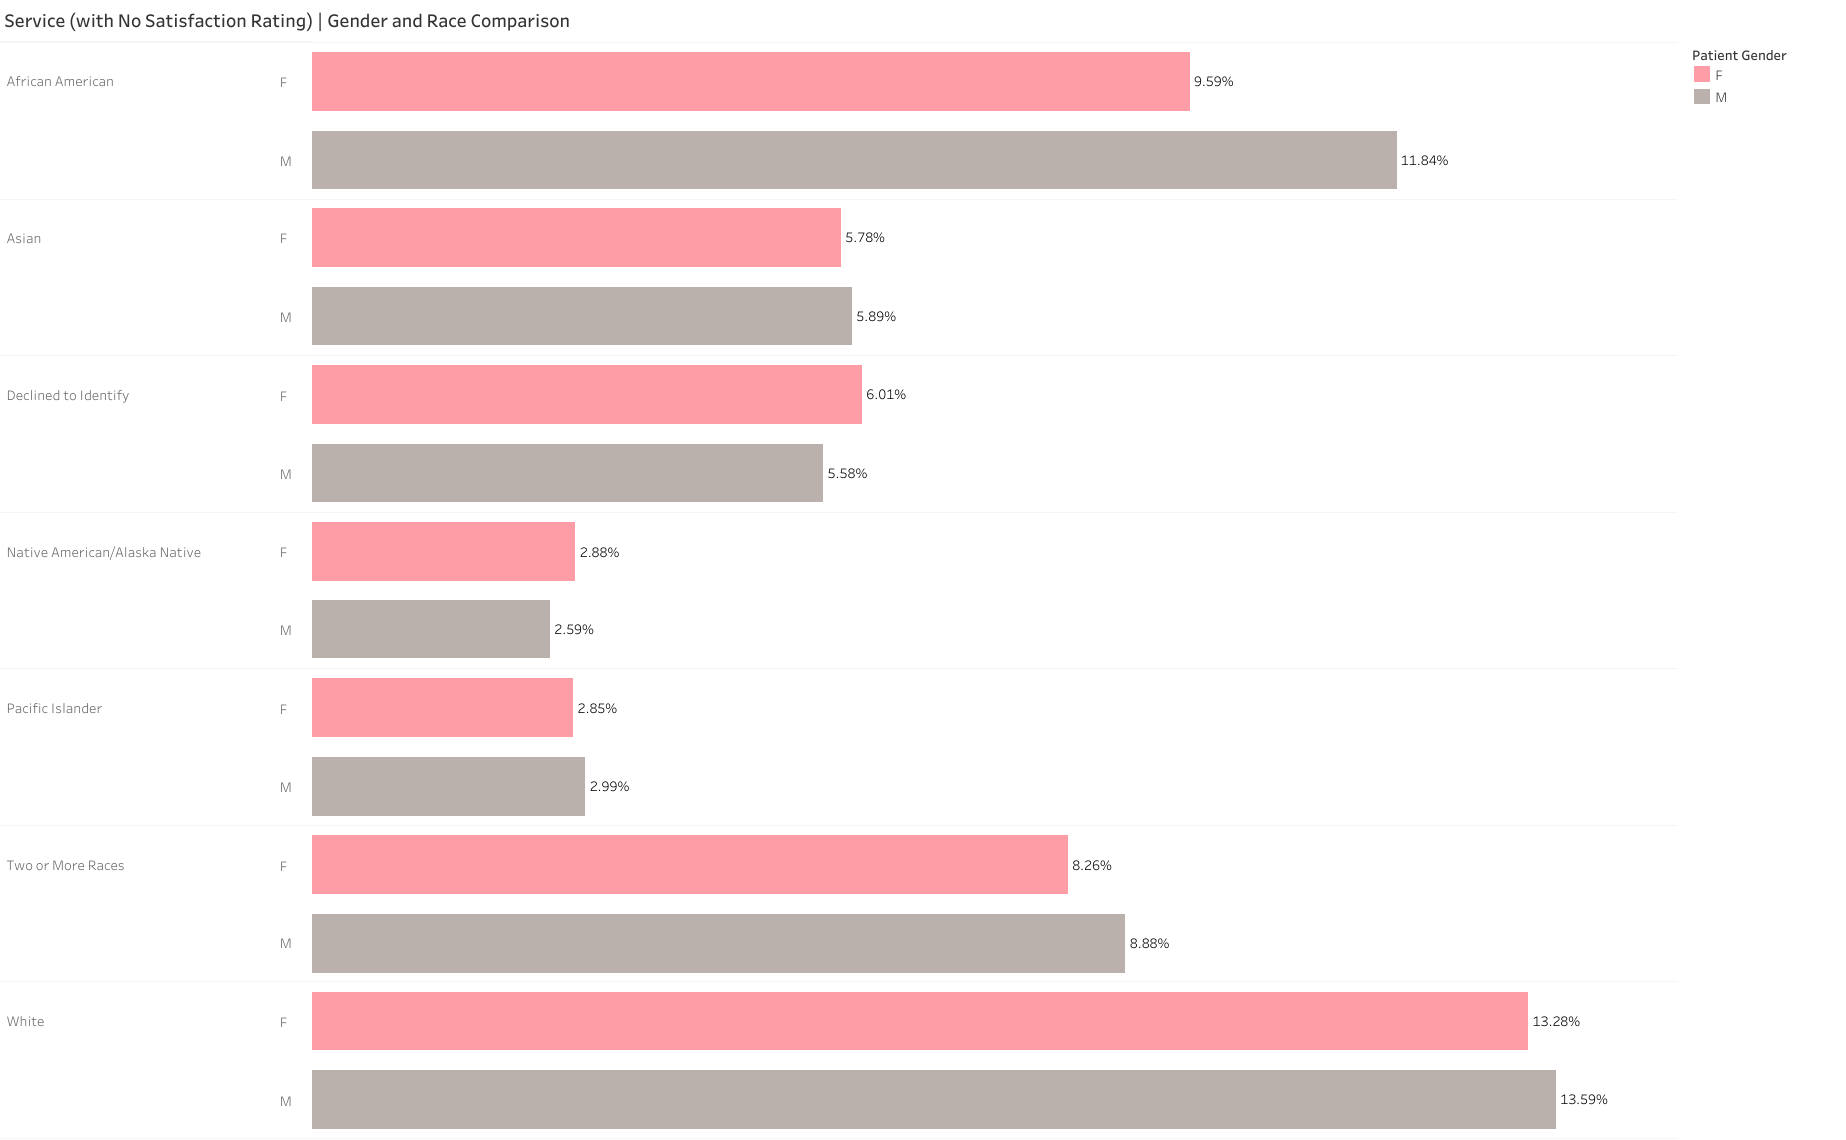 Service (with No Satisfaction Rating) | Gender and Race Comparison
Patient Gender
F
M
African American F 9.59%
M 11.84%
Asian F 5.78%
M 5.89%
Declined to Identify F 6.01%
M 5.58%
Native American/Alaska Native F 2.88%
M 2.59%
Pacific Islander F 2.85%
M 2.99%
Two or More Races F 8.26%
M 8.88%
White F 13.28%
M 13.59%